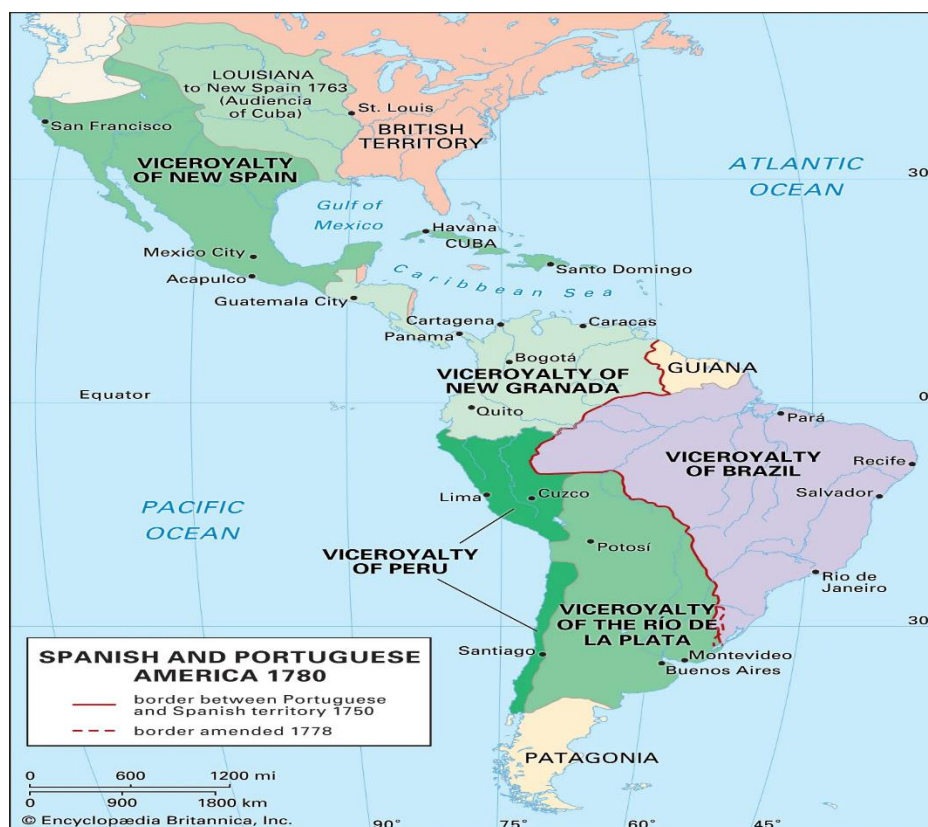 LOUISIANA
to New Spain 1763
(Audiencia
of Cuba)
St. Louis
BRITISH
TERRITORY
San Francisco
VICEROYALTY
OF NEW SPAIN
ATLANTIC
OCEAN
30
Gulf of
Mexico
Havana
CUBA
Mexico City
Santo Domingo
Acapulco
Caribbean Sea
Guatemala City
Cartagena
Caracas
Panama
Bogotá
GUIANA
VICEROYALTY OF
NEW GRANADA
Equator
0
Quito
Pará
VICEROYALTY
OF BRAZIL
Recife
Lima
Cuzco
Salvador
PACIFIC
OCEAN
Potosí
VICEROYALTY
OF PERU
Rio de
Janeiro
VICEROYALTY
OF THE RÍO DE
LA PLATA
30
Santiago
Montevideo
Buenos Aires
SPANISH AND PORTUGUESE
AMERICA 1780
border between Portuguese
and Spanish territory 1750
border amended 1778
PATAGONIA
0 600 1200 mi
0 900 1800 km
© Encyclopædia Britannica, Inc.
90° 75° 60° 45°